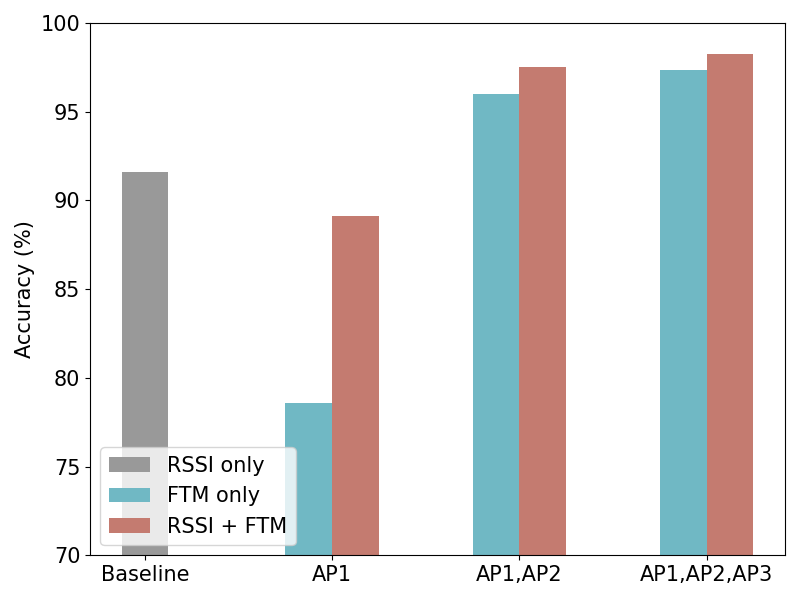 100
95
90
85
80
75
70
Accuracy (%)
RSSI only
FTM only
RSSI + FTM
Baseline
AP1
AP1,AP2
AP1,AP2,AP3